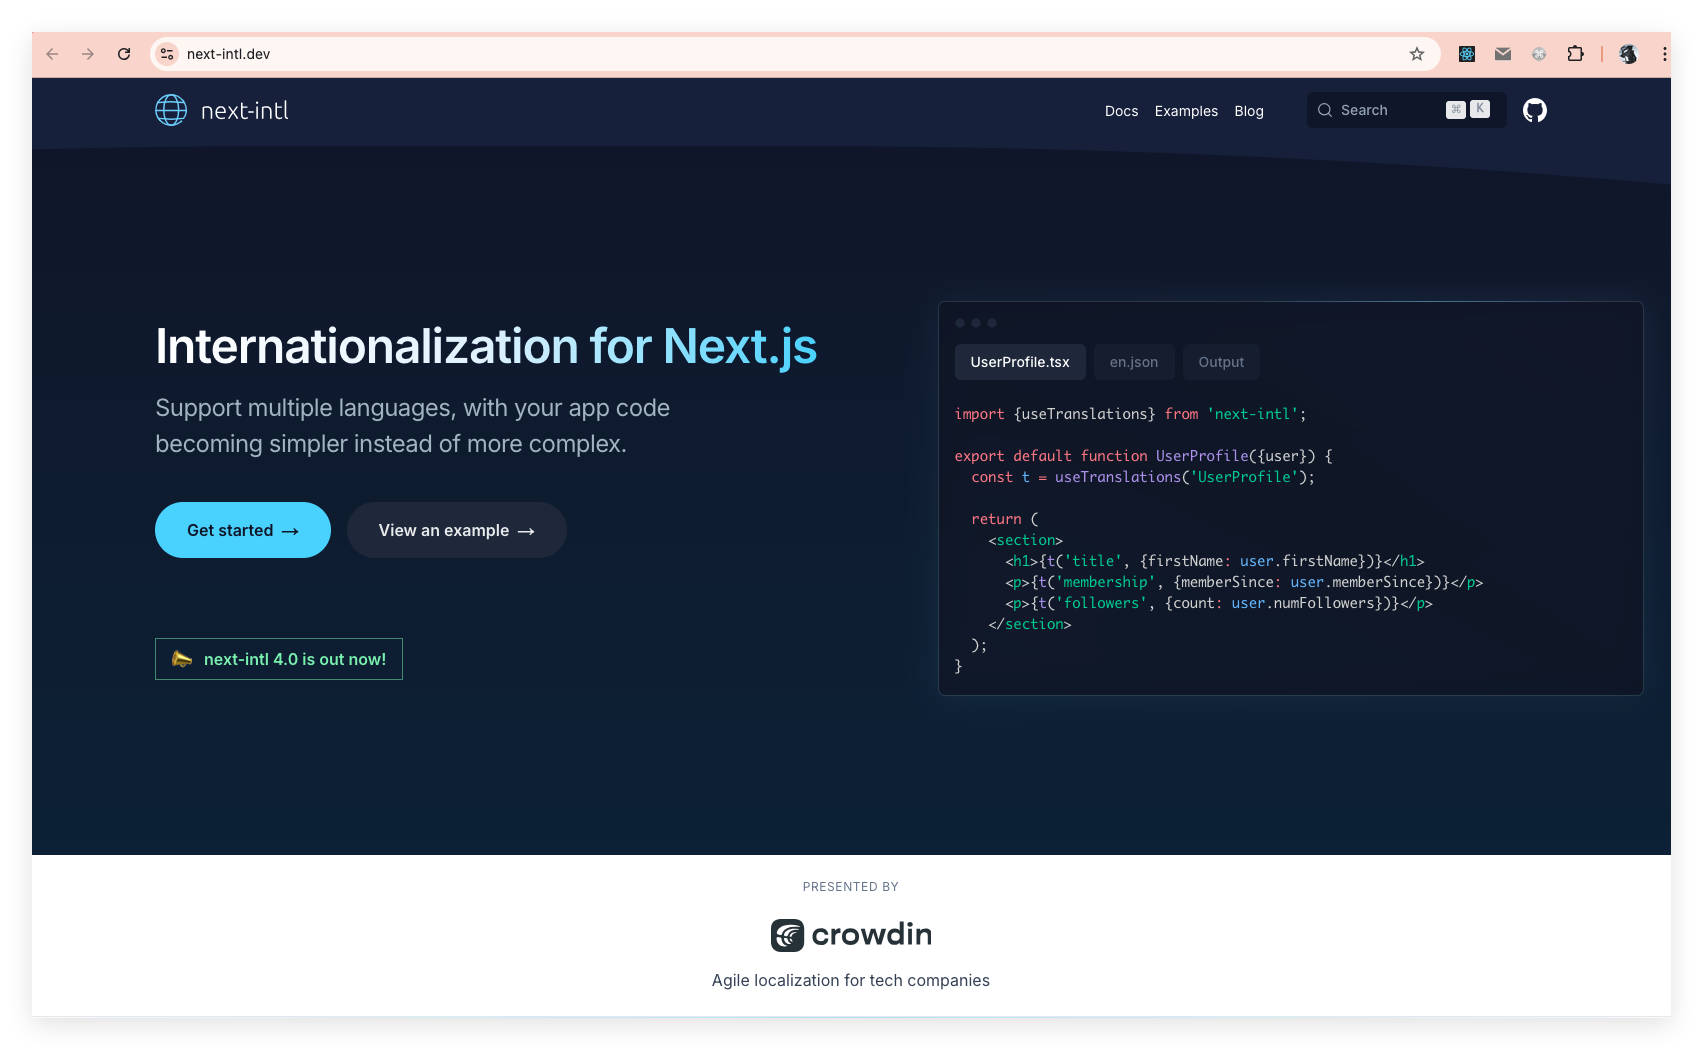 next-intl.dev
next-intl
Docs Examples Blog
Search ⌘ K
Internationalization for Next.js
Support multiple languages, with your app code
becoming simpler instead of more complex.
Get started →
View an example →
next-intl 4.0 is out now!
UserProfile.tsx en.json Output
import {useTranslations} from 'next-intl';
export default function UserProfile({user}) {
  const t = useTranslations('UserProfile');
  return (
    <section>
      <h1>{t('title', {firstName: user.firstName})}</h1>
      <p>{t('membership', {memberSince: user.memberSince})}</p>
      <p>{t('followers', {count: user.numFollowers})}</p>
    </section>
  );
}
PRESENTED BY
crowdin
Agile localization for tech companies